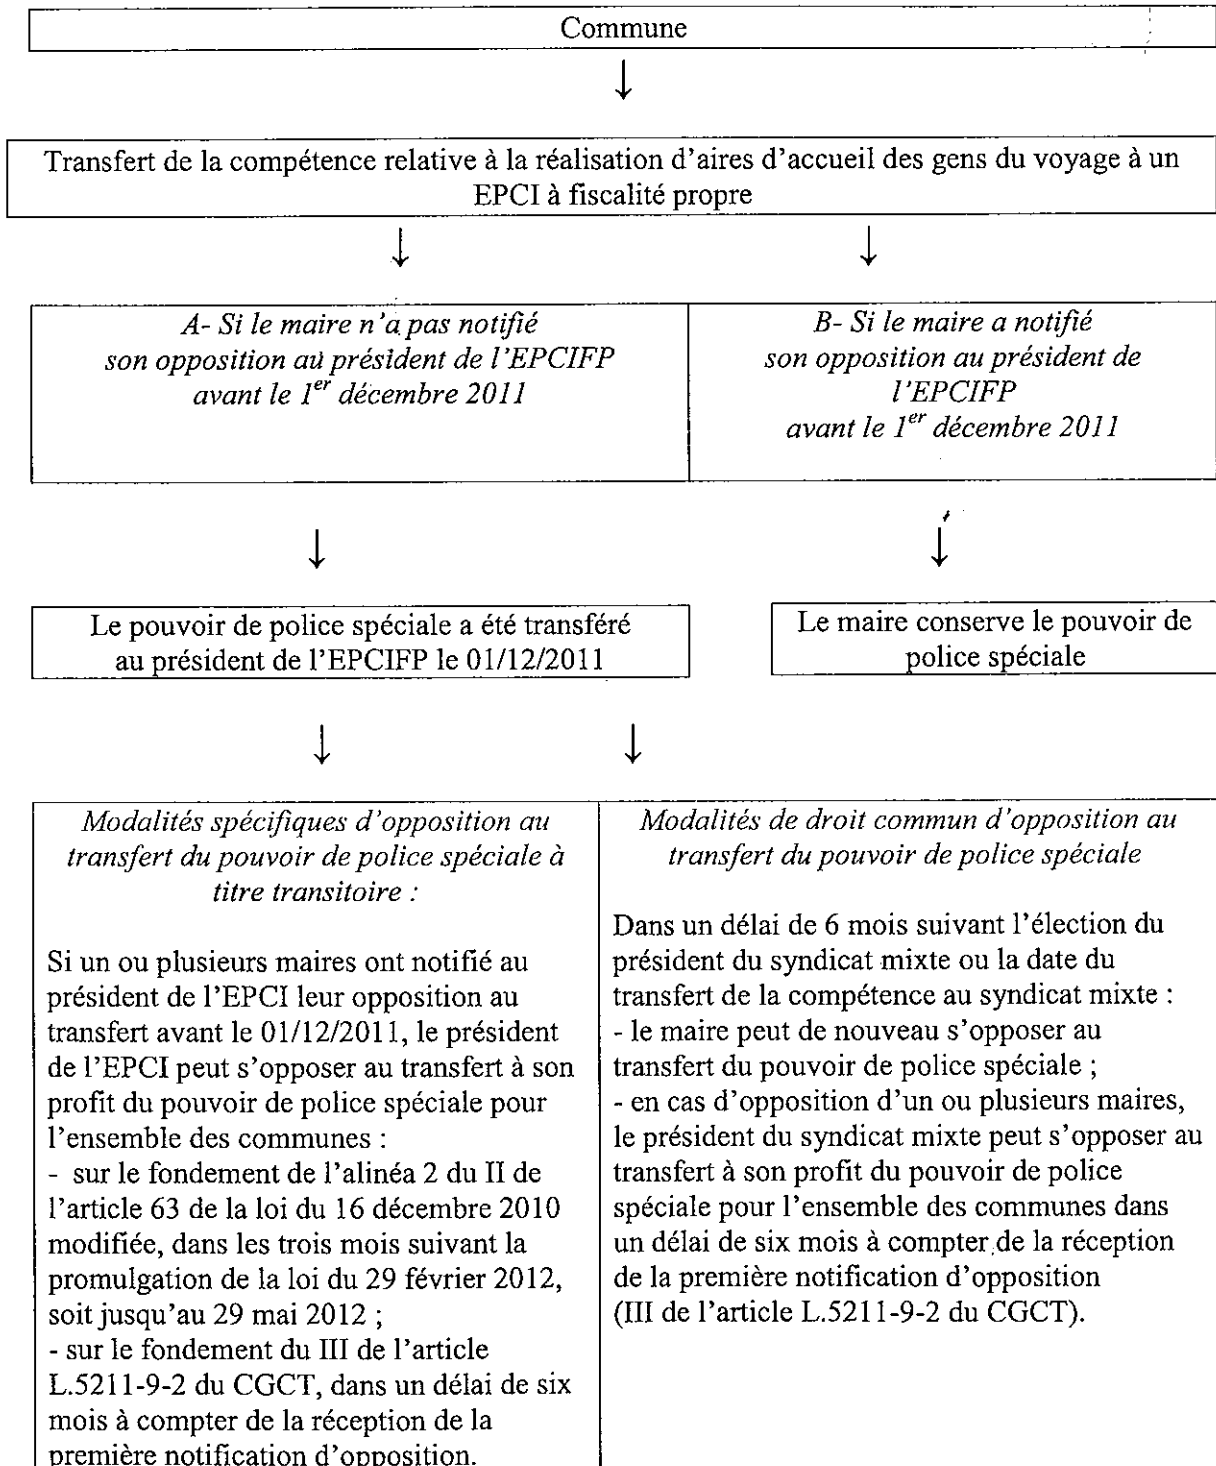 Commune
↓
Transfert de la compétence relative à la réalisation d'aires d'accueil des gens du voyage à un
EPCI à fiscalité propre
↓ ↓
A- Si le maire n'a pas notifié
son opposition au président de l'EPCIFP
avant le 1er décembre 2011
B- Si le maire a notifié
son opposition au président de
l'EPCIFP
avant le 1er décembre 2011
↓ ↓
Le pouvoir de police spéciale a été transféré
au président de l'EPCIFP le 01/12/2011
Le maire conserve le pouvoir de
police spéciale
↓ ↓
Modalités spécifiques d'opposition au
transfert du pouvoir de police spéciale à
titre transitoire :
Si un ou plusieurs maires ont notifié au
président de l'EPCI leur opposition au
transfert avant le 01/12/2011, le président
de l'EPCI peut s'opposer au transfert à son
profit du pouvoir de police spéciale pour
l'ensemble des communes :
- sur le fondement de l'alinéa 2 du II de
l'article 63 de la loi du 16 décembre 2010
modifiée, dans les trois mois suivant la
promulgation de la loi du 29 février 2012,
soit jusqu'au 29 mai 2012 ;
- sur le fondement du III de l'article
L.5211-9-2 du CGCT, dans un délai de six
mois à compter de la réception de la
première notification d'opposition.
Modalités de droit commun d'opposition au
transfert du pouvoir de police spéciale
Dans un délai de 6 mois suivant l'élection du
président du syndicat mixte ou la date du
transfert de la compétence au syndicat mixte :
- le maire peut de nouveau s'opposer au
transfert du pouvoir de police spéciale ;
- en cas d'opposition d'un ou plusieurs maires,
le président du syndicat mixte peut s'opposer au
transfert à son profit du pouvoir de police
spéciale pour l'ensemble des communes dans
un délai de six mois à compter de la réception
de la première notification d'opposition
(III de l'article L.5211-9-2 du CGCT).